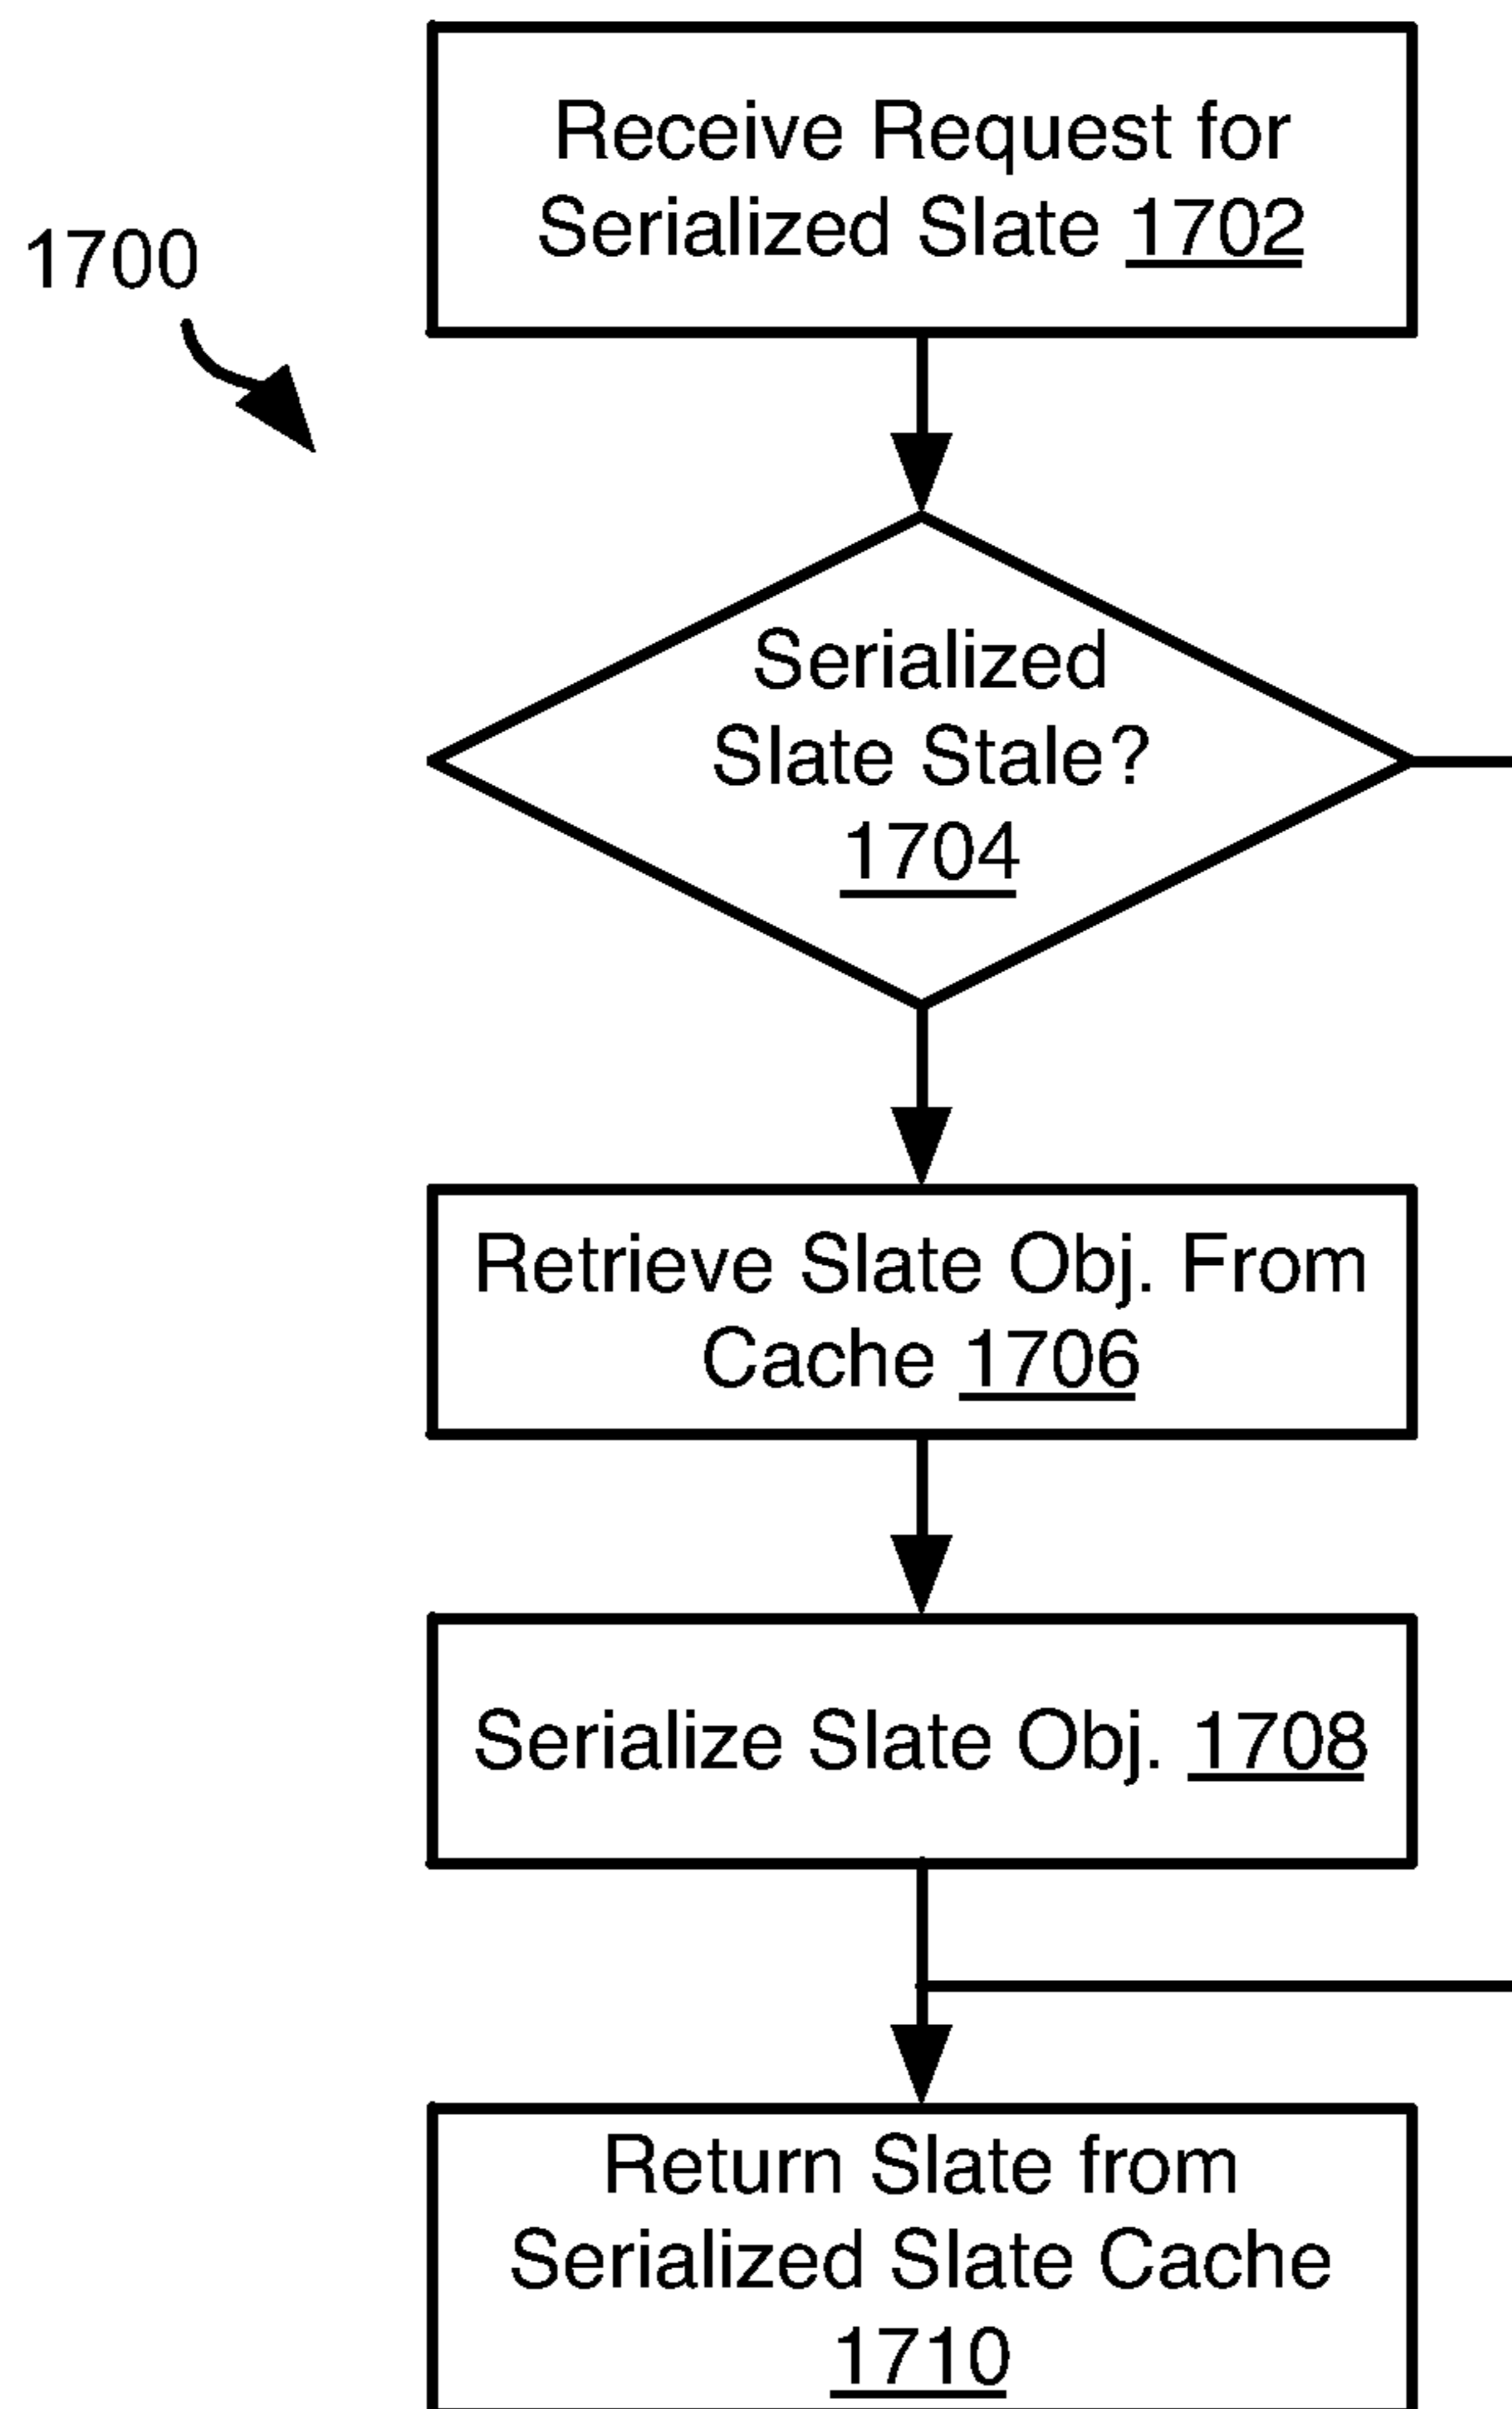 Receive Request for
Serialized Slate 1702
1700
Serialized
Slate Stale?
1704
Retrieve Slate Obj. From
Cache 1706
Serialize Slate Obj. 1708
Return Slate from
Serialized Slate Cache
1710